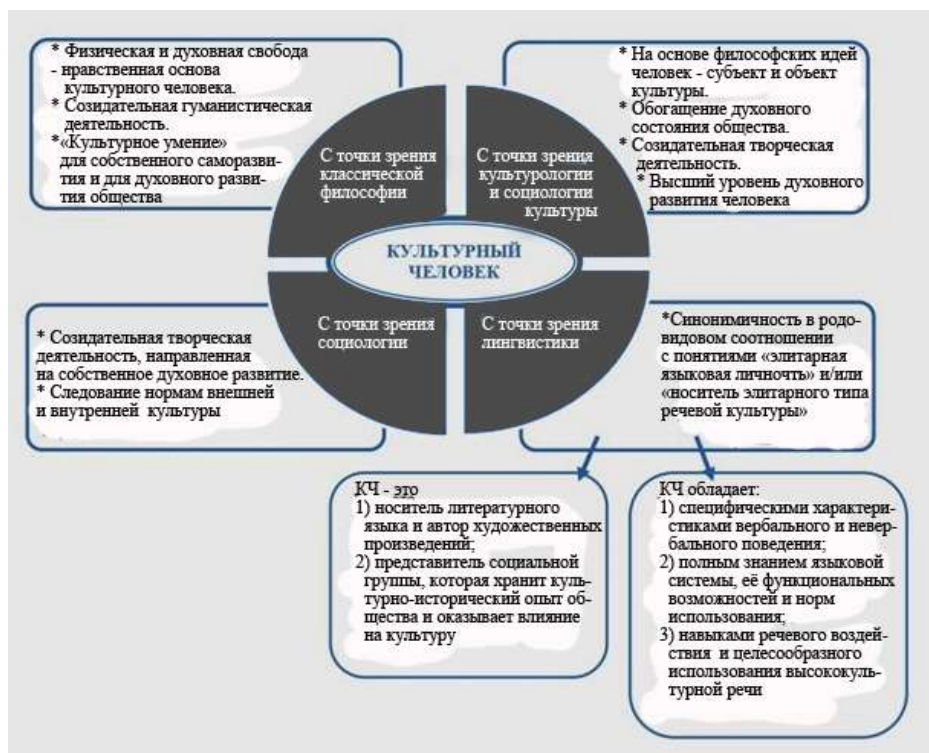 * Физическая и духовная свобода
- нравственная основа
культурного человека.
* Созидательная гуманистическая
деятельность.
*«Культурное умение»
для собственного саморазви-
тия и для духовного разви-
тия общества
* На основе философских идей
человек - субъект и объект
культуры.
* Обогащение духовного
состояния общества.
* Созидательная творческая
деятельность.
* Высший уровень духовного
развития человека
С точки зрения
классической
философии
С точки зрения
культурологии
и социологии
культуры
КУЛЬТУРНЫЙ
ЧЕЛОВЕК
С точки зрения
социологии
С точки зрения
лингвистики
* Созидательная творческая
деятельность, направленная
на собственное духовное развитие.
* Следование нормам внешней
и внутренней культуры
*Синонимичность в родо-
видовом соотношении
с понятиями «элитарная
языковая личночть» и/или
«носитель элитарного типа
речевой культуры»
КЧ - это
1) носитель литературного
языка и автор художественных
произведений;
2) представитель социальной
группы, которая хранит куль-
турно-исторический опыт об-
щества и оказывает влияние
на культуру
КЧ обладает:
1) специфическими характери-
стиками вербального и невер-
бального поведения;
2) полным знанием языковой
системы, её функциональных
возможностей и норм
использования;
3) навыками речевого воздей-
ствия и целесообразного
использования высококуль-
турной речи